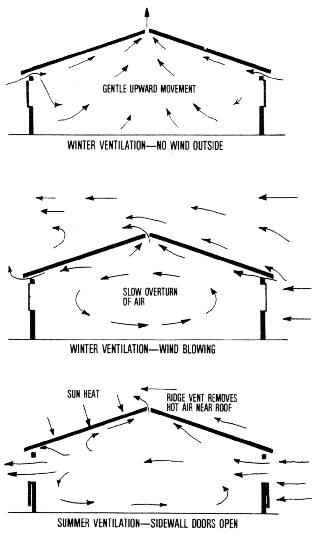 GENTLE UPWARD MOVEMENT
WINTER VENTILATION—NO WIND OUTSIDE
SLOW OVERTURN
OF AIR
WINTER VENTILATION—WIND BLOWING
SUN HEAT
RIDGE VENT REMOVES
HOT AIR NEAR ROOF
SUMMER VENTILATION—SIDEWALL DOORS OPEN